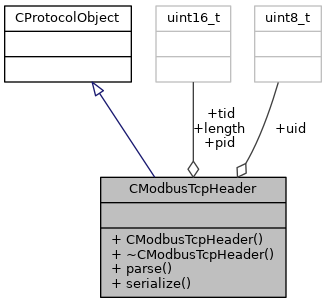 CProtocolObject
uint16_t
uint8_t
+tid
+length
+pid
+uid
CModbusTcpHeader
+ CModbusTcpHeader()
+ ~CModbusTcpHeader()
+ parse()
+ serialize()